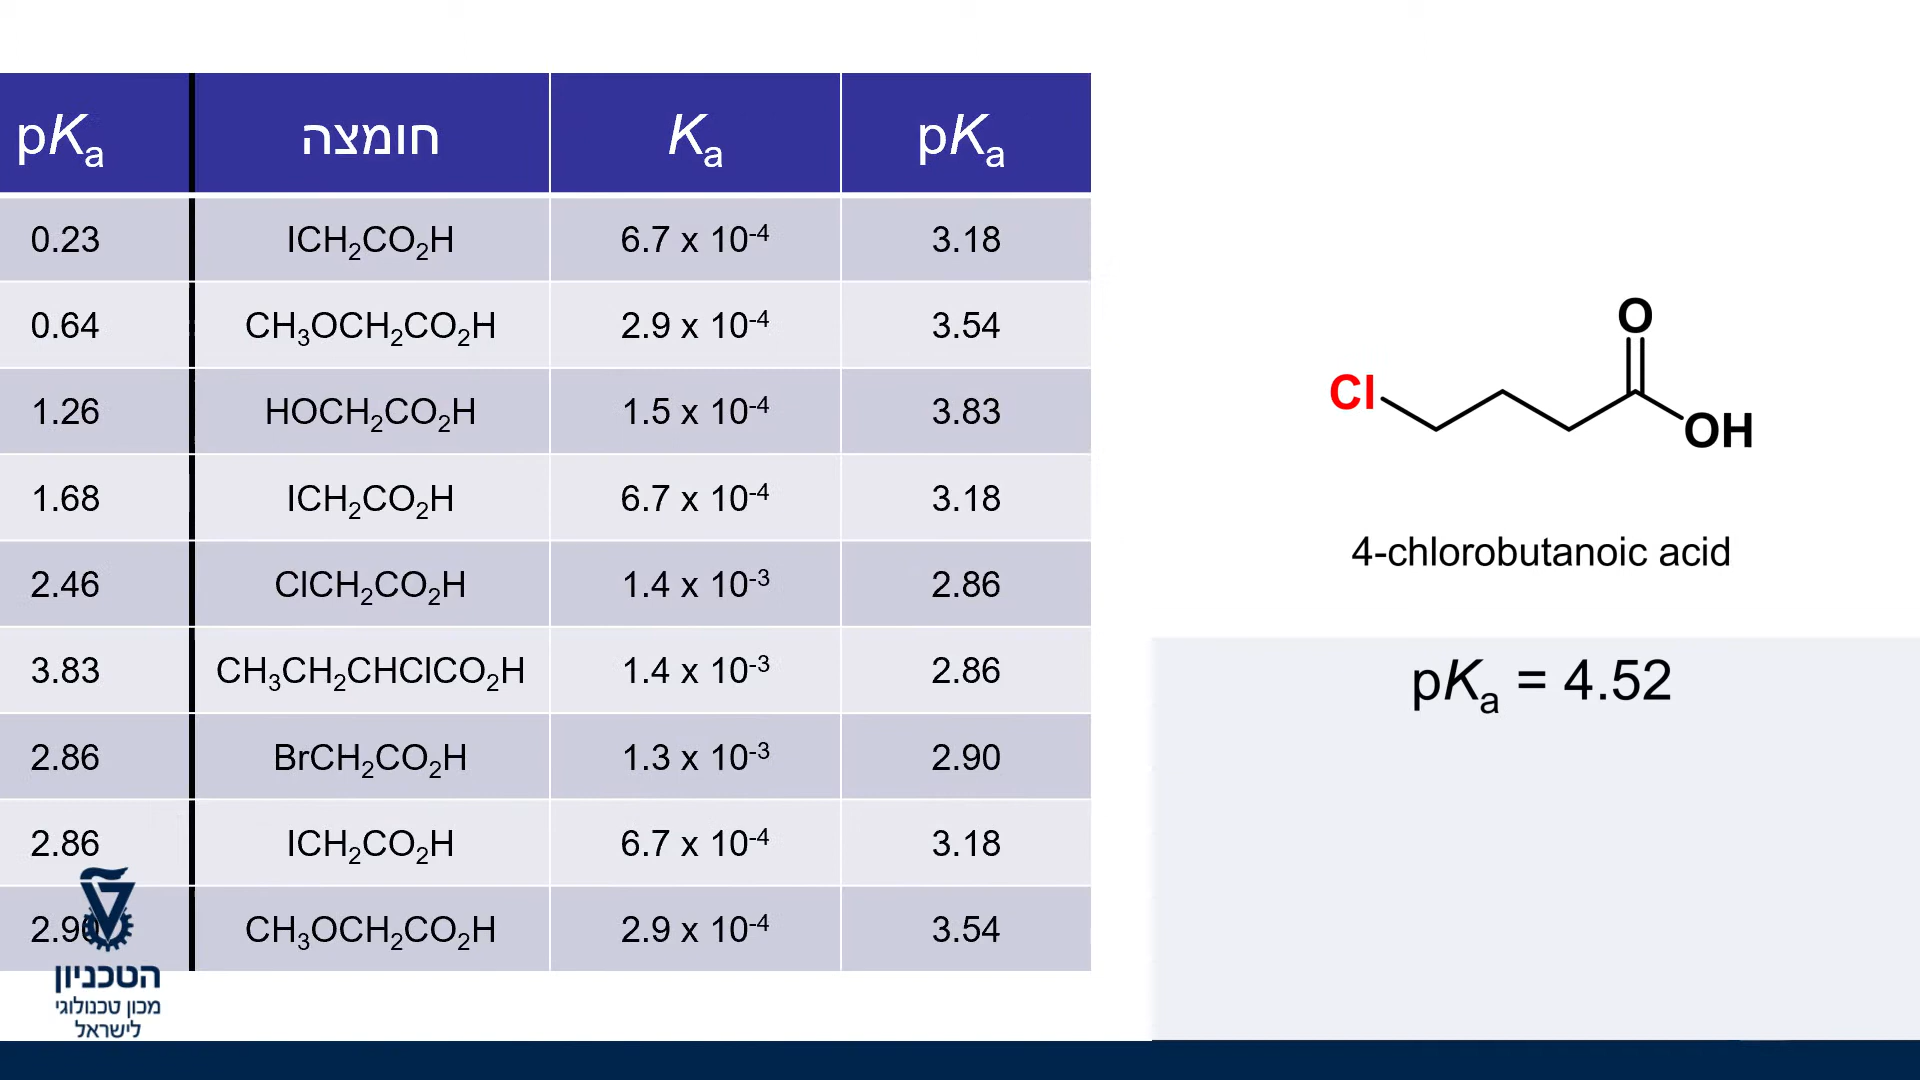 pKa חומצה Ka pKa
0.23 ICH2CO2H 6.7 x 10-4 3.18
0.64 CH3OCH2CO2H 2.9 x 10-4 3.54
1.26 HOCH2CO2H 1.5 x 10-4 3.83
1.68 ICH2CO2H 6.7 x 10-4 3.18
2.46 ClCH2CO2H 1.4 x 10-3 2.86
3.83 CH3CH2CHClCO2H 1.4 x 10-3 2.86
2.86 BrCH2CO2H 1.3 x 10-3 2.90
2.86 ICH2CO2H 6.7 x 10-4 3.18
2.90 CH3OCH2CO2H 2.9 x 10-4 3.54
הטכניון
מכון טכנולוגי
לישראל
O
Cl
OH
4-chlorobutanoic acid
pKa = 4.52